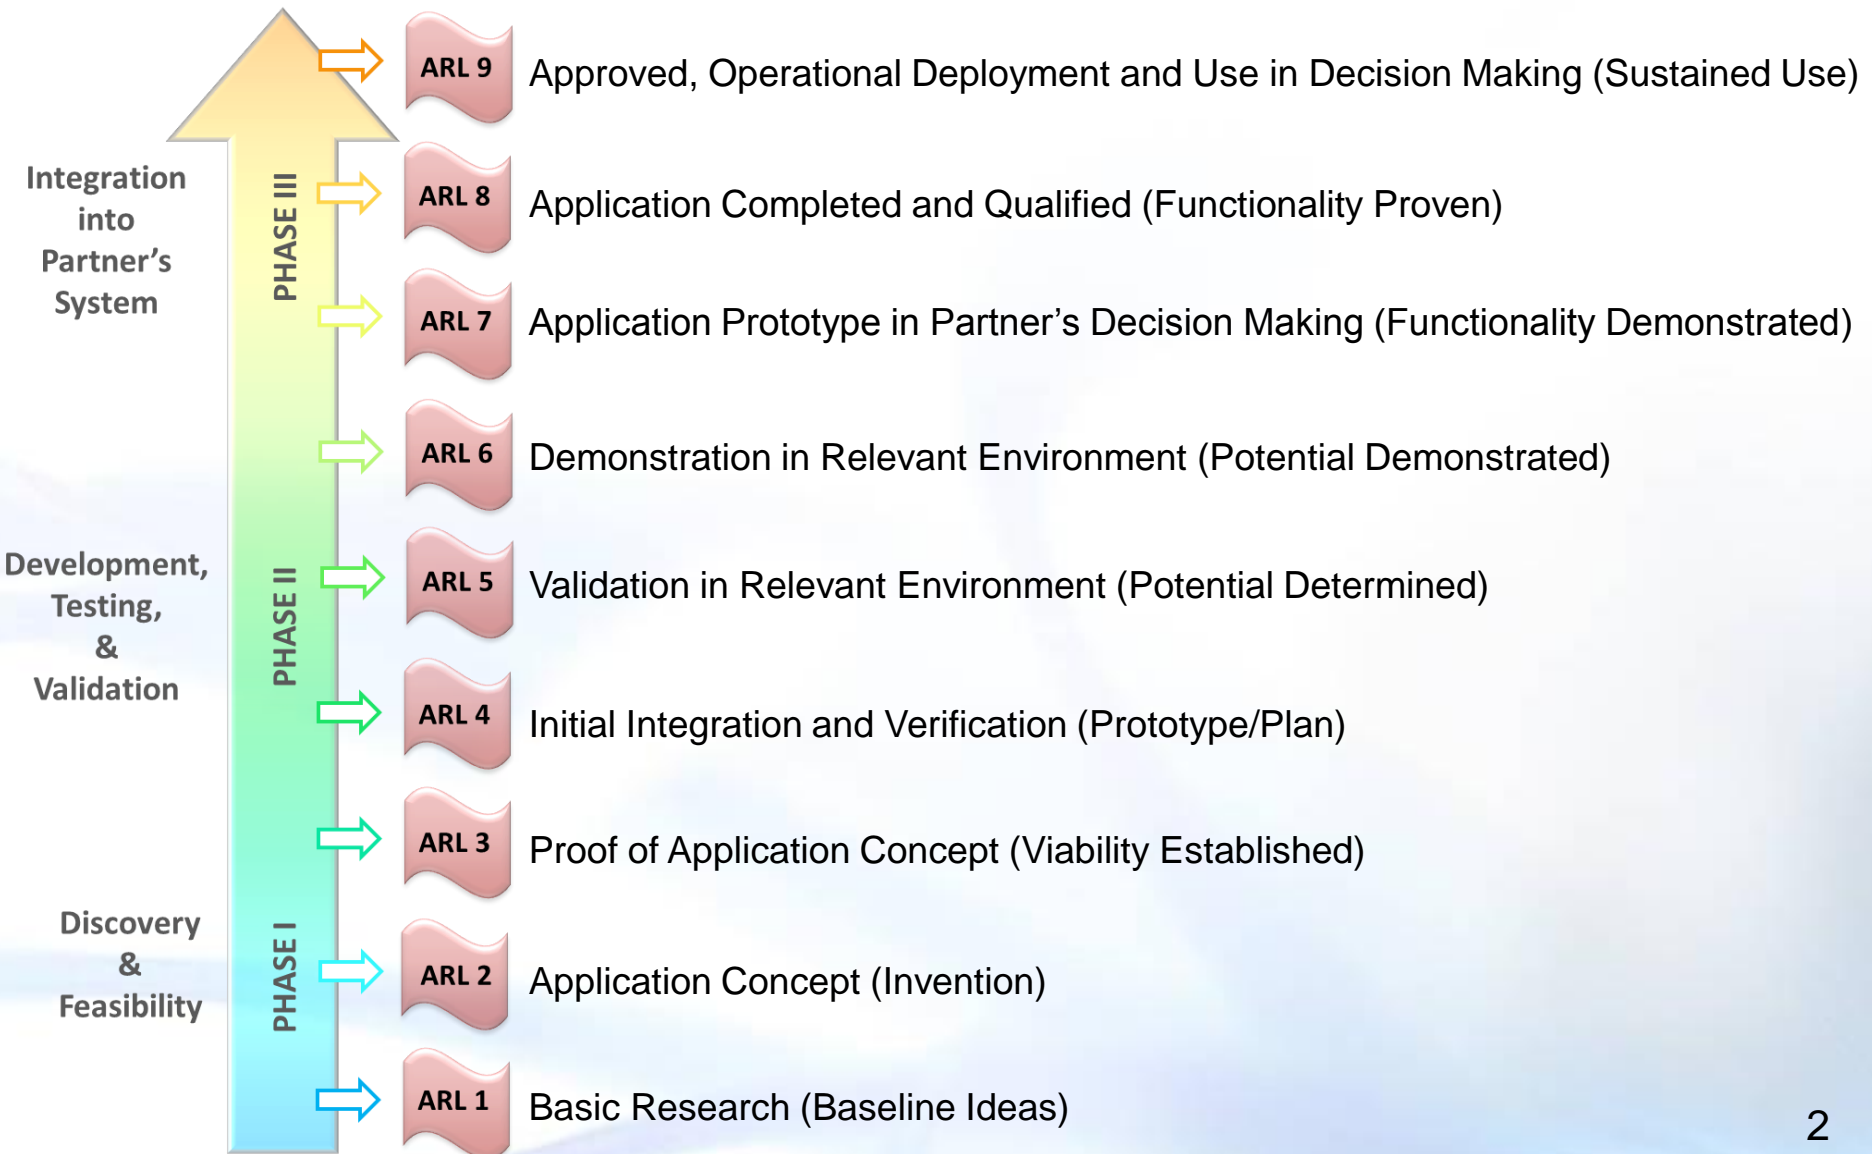 ARL 9 Approved, Operational Deployment and Use in Decision Making (Sustained Use)
Integration
into
Partner’s
System
PHASE III
ARL 8 Application Completed and Qualified (Functionality Proven)
ARL 7 Application Prototype in Partner’s Decision Making (Functionality Demonstrated)
ARL 6 Demonstration in Relevant Environment (Potential Demonstrated)
Development,
Testing,
&
Validation
PHASE II
ARL 5 Validation in Relevant Environment (Potential Determined)
ARL 4 Initial Integration and Verification (Prototype/Plan)
ARL 3 Proof of Application Concept (Viability Established)
Discovery
&
Feasibility
PHASE I
ARL 2 Application Concept (Invention)
ARL 1 Basic Research (Baseline Ideas)
2